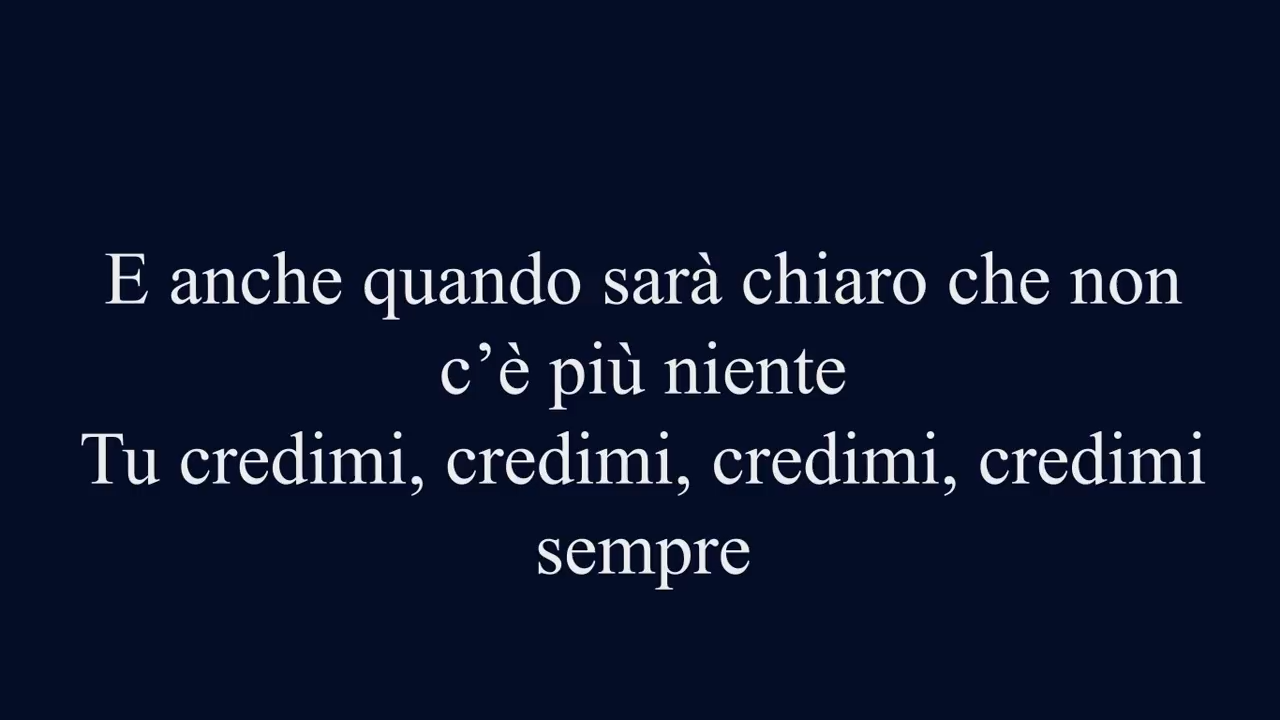 E anche quando sarà chiaro che non
c’è più niente
Tu credimi, credimi, credimi, credimi
sempre